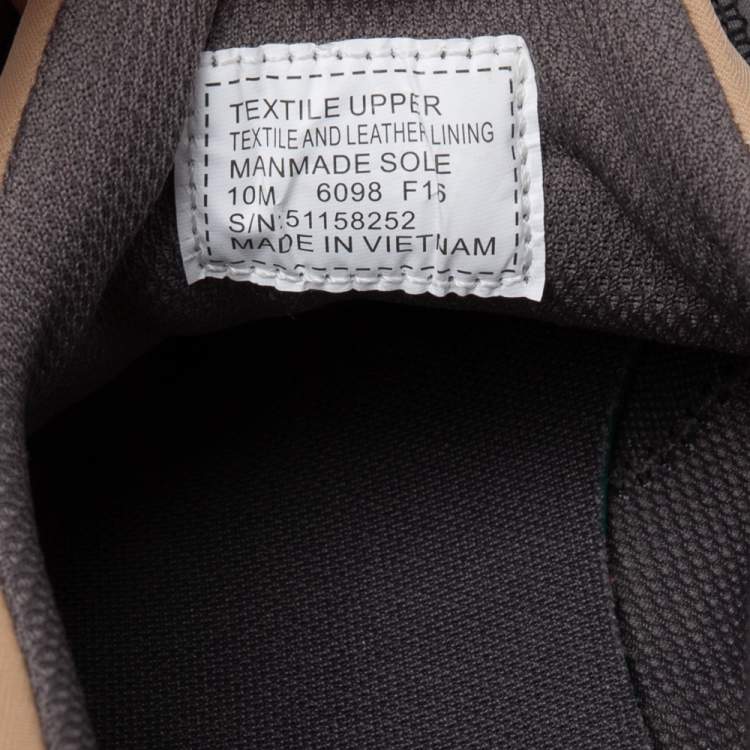 TEXTILE UPPER
TEXTILE AND LEATHER LINING
MANMADE SOLE
10M 6098 F16
S/N:51158252
MADE IN VIETNAM